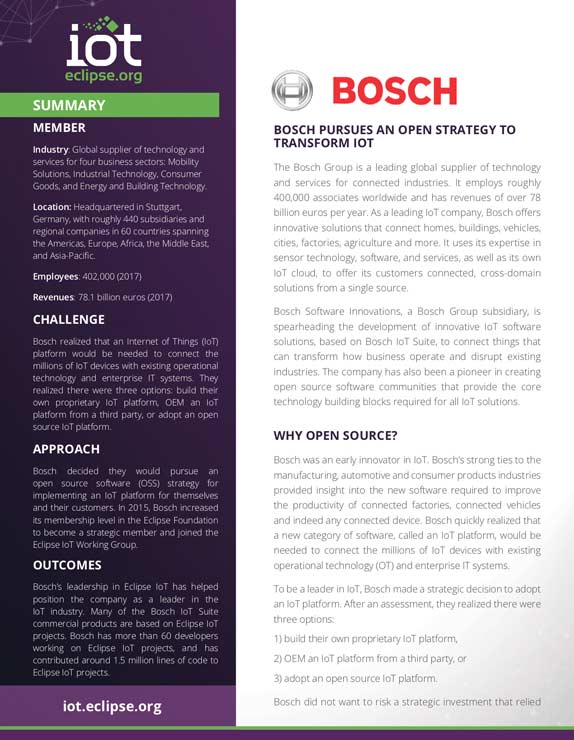 iot
eclipse.org
SUMMARY
MEMBER
Industry: Global supplier of technology and
services for four business sectors: Mobility
Solutions, Industrial Technology, Consumer
Goods, and Energy and Building Technology.
Location: Headquartered in Stuttgart,
Germany, with roughly 440 subsidiaries and
regional companies in 60 countries spanning
the Americas, Europe, Africa, the Middle East,
and Asia-Pacific.
Employees: 402,000 (2017)
Revenues: 78.1 billion euros (2017)
CHALLENGE
Bosch realized that an Internet of Things (IoT)
platform would be needed to connect the
millions of IoT devices with existing operational
technology and enterprise IT systems. They
realized there were three options: build their
own proprietary IoT platform, OEM an IoT
platform from a third party, or adopt an open
source IoT platform.
APPROACH
Bosch decided they would pursue an
open source software (OSS) strategy for
implementing an IoT platform for themselves
and their customers. In 2015, Bosch increased
its membership level in the Eclipse Foundation
to become a strategic member and joined the
Eclipse IoT Working Group.
OUTCOMES
Bosch's leadership in Eclipse IoT has helped
position the company as a leader in the
IoT industry. Many of the Bosch IoT Suite
commercial products are based on Eclipse IoT
projects. Bosch has more than 60 developers
working on Eclipse IoT projects, and has
contributed around 1.5 million lines of code to
Eclipse IoT projects.
iot.eclipse.org
BOSCH
BOSCH PURSUES AN OPEN STRATEGY TO
TRANSFORM IOT
The Bosch Group is a leading global supplier of technology
and services for connected industries. It employs roughly
400,000 associates worldwide and has revenues of over 78
billion euros per year. As a leading IoT company, Bosch offers
innovative solutions that connect homes, buildings, vehicles,
cities, factories, agriculture and more. It uses its expertise in
sensor technology, software, and services, as well as its own
IoT cloud, to offer its customers connected, cross-domain
solutions from a single source.
Bosch Software Innovations, a Bosch Group subsidiary, is
spearheading the development of innovative IoT software
solutions, based on Bosch IoT Suite, to connect things that
can transform how business operate and disrupt existing
industries. The company has also been a pioneer in creating
open source software communities that provide the core
technology building blocks required for all IoT solutions.
WHY OPEN SOURCE?
Bosch was an early innovator in IoT. Bosch's strong ties to the
manufacturing, automotive and consumer products industries
provided insight into the new software required to improve
the productivity of connected factories, connected vehicles
and indeed any connected device. Bosch quickly realized that
a new category of software, called an IoT platform, would be
needed to connect the millions of IoT devices with existing
operational technology (OT) and enterprise IT systems.
To be a leader in IoT, Bosch made a strategic decision to adopt
an IoT platform. After an assessment, they realized there were
three options:
1) build their own proprietary IoT platform,
2) OEM an IoT platform from a third party, or
3) adopt an open source IoT platform.
Bosch did not want to risk a strategic investment that relied